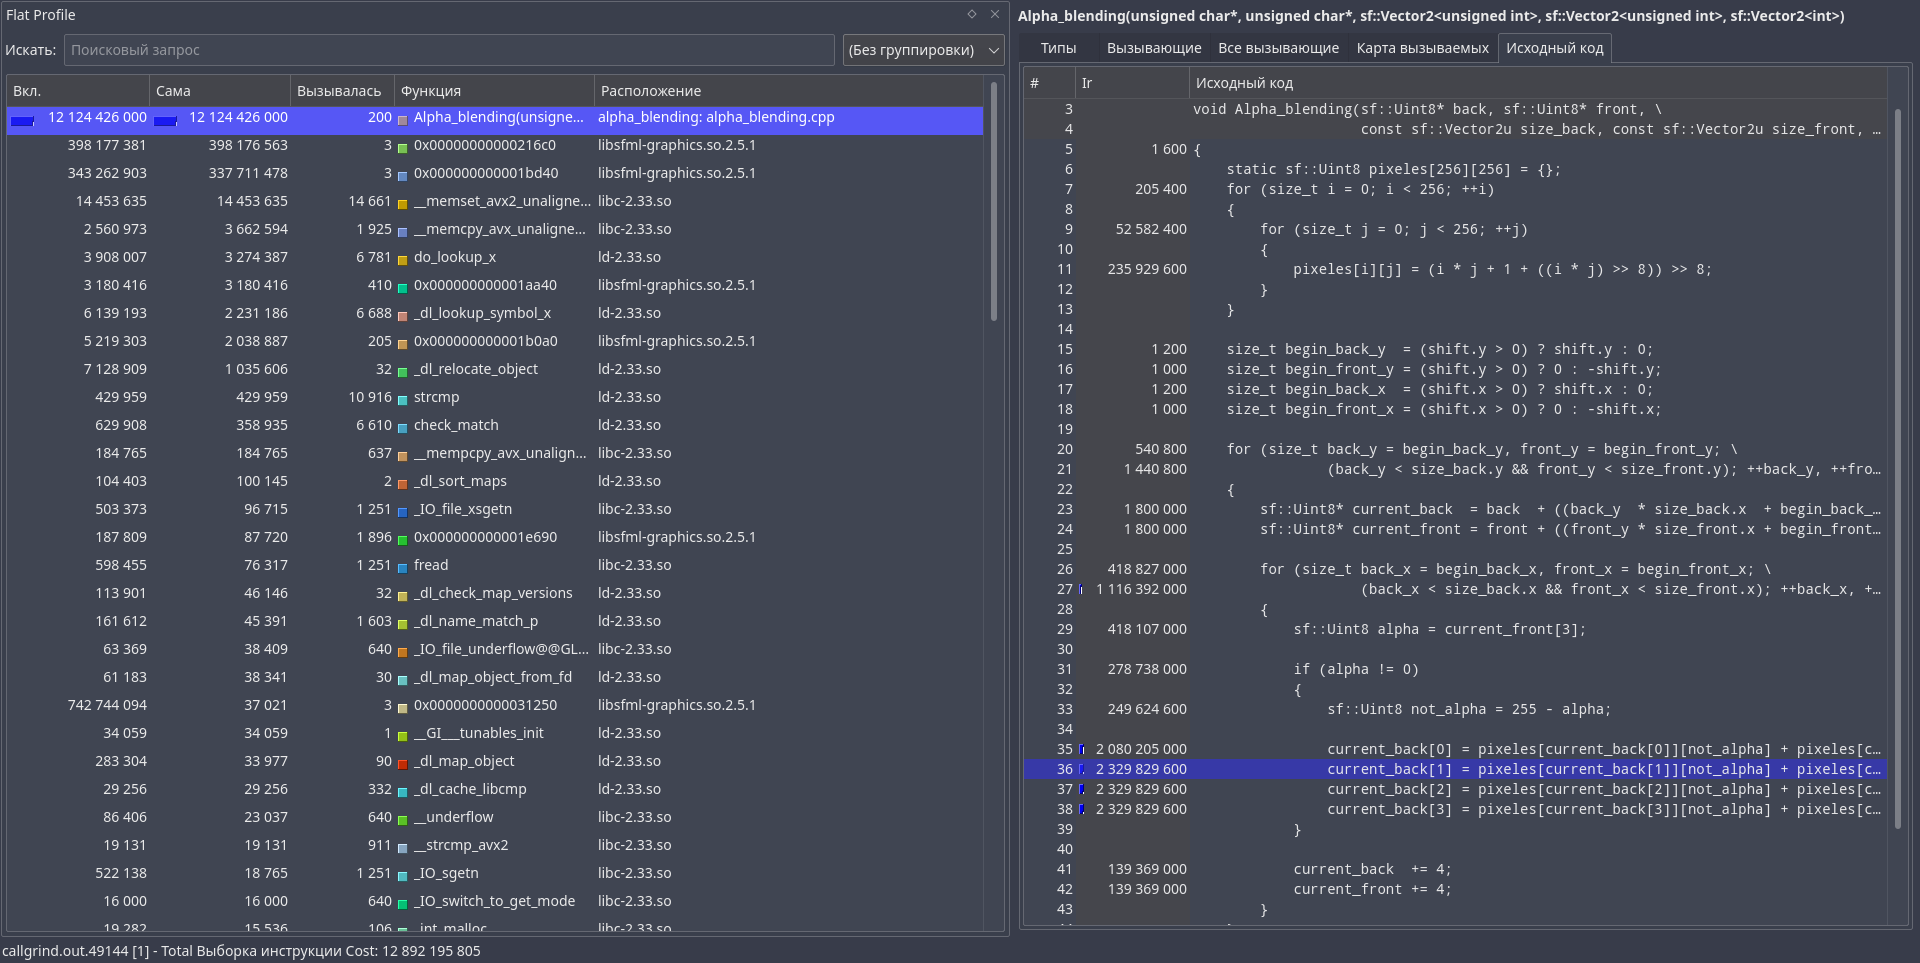 Flat Profile
Искать: Поисковый запрос (Без группировки)
Вкл. Сама Вызывалась Функция Расположение
12 124 426 000 12 124 426 000 200 Alpha_blending(unsigne... alpha_blending: alpha_blending.cpp
398 177 381 398 176 563 3 0x00000000000216c0 libsfml-graphics.so.2.5.1
343 262 903 337 711 478 3 0x000000000001bd40 libsfml-graphics.so.2.5.1
14 453 635 14 453 635 14 661 __memset_avx2_unaligne... libc-2.33.so
2 560 973 3 662 594 1 925 __memcpy_avx_unaligne... libc-2.33.so
3 908 007 3 274 387 6 781 do_lookup_x ld-2.33.so
3 180 416 3 180 416 410 0x000000000001aa40 libsfml-graphics.so.2.5.1
6 139 193 2 231 186 6 688 _dl_lookup_symbol_x ld-2.33.so
5 219 303 2 038 887 205 0x000000000001b0a0 libsfml-graphics.so.2.5.1
7 128 909 1 035 606 32 _dl_relocate_object ld-2.33.so
429 959 429 959 10 916 strcmp ld-2.33.so
629 908 358 935 6 610 check_match ld-2.33.so
184 765 184 765 637 __mempcpy_avx_unalign... libc-2.33.so
104 403 100 145 2 _dl_sort_maps ld-2.33.so
503 373 96 715 1 251 _IO_file_xsgetn libc-2.33.so
187 809 87 720 1 896 0x000000000001e690 libsfml-graphics.so.2.5.1
598 455 76 317 1 251 fread libc-2.33.so
113 901 46 146 32 _dl_check_map_versions ld-2.33.so
161 612 45 391 1 603 _dl_name_match_p ld-2.33.so
63 369 38 409 640 _IO_file_underflow@@GL... libc-2.33.so
61 183 38 341 30 _dl_map_object_from_fd ld-2.33.so
742 744 094 37 021 3 0x0000000000031250 libsfml-graphics.so.2.5.1
34 059 34 059 1 __GI___tunables_init ld-2.33.so
283 304 33 977 90 _dl_map_object ld-2.33.so
29 256 29 256 332 _dl_cache_libcmp ld-2.33.so
86 406 23 037 640 __underflow libc-2.33.so
19 131 19 131 911 __strcmp_avx2 libc-2.33.so
522 138 18 765 1 251 _IO_sgetn libc-2.33.so
16 000 16 000 640 _IO_switch_to_get_mode libc-2.33.so
19 282 15 536 106 _int_malloc libc-2.33.so
callgrind.out.49144 [1] - Total Выборка инструкции Cost: 12 892 195 805
Alpha_blending(unsigned char*, unsigned char*, sf::Vector2<unsigned int>, sf::Vector2<unsigned int>, sf::Vector2<int>)
Типы Вызывающие Все вызывающие Карта вызываемых Исходный код
# Ir Исходный код
3 void Alpha_blending(sf::Uint8* back, sf::Uint8* front, \
4 const sf::Vector2u size_back, const sf::Vector2u size_front, ...
5 1 600 {
6 static sf::Uint8 pixeles[256][256] = {};
7 205 400 for (size_t i = 0; i < 256; ++i)
8 {
9 52 582 400 for (size_t j = 0; j < 256; ++j)
10 {
11 235 929 600 pixeles[i][j] = (i * j + 1 + ((i * j) >> 8)) >> 8;
12 }
13 }
14
15 1 200 size_t begin_back_y  = (shift.y > 0) ? shift.y : 0;
16 1 000 size_t begin_front_y = (shift.y > 0) ? 0 : -shift.y;
17 1 200 size_t begin_back_x  = (shift.x > 0) ? shift.x : 0;
18 1 000 size_t begin_front_x = (shift.x > 0) ? 0 : -shift.x;
19
20 540 800 for (size_t back_y = begin_back_y, front_y = begin_front_y; \
21 1 440 800 (back_y < size_back.y && front_y < size_front.y); ++back_y, ++fro...
22 {
23 1 800 000 sf::Uint8* current_back  = back  + ((back_y  * size_back.x  + begin_back_...
24 1 800 000 sf::Uint8* current_front = front + ((front_y * size_front.x + begin_front...
25
26 418 827 000 for (size_t back_x = begin_back_x, front_x = begin_front_x; \
27 1 116 392 000 (back_x < size_back.x && front_x < size_front.x); ++back_x, +...
28 {
29 418 107 000 sf::Uint8 alpha = current_front[3];
30
31 278 738 000 if (alpha != 0)
32 {
33 249 624 600 sf::Uint8 not_alpha = 255 - alpha;
34
35 2 080 205 000 current_back[0] = pixeles[current_back[0]][not_alpha] + pixeles[c...
36 2 329 829 600 current_back[1] = pixeles[current_back[1]][not_alpha] + pixeles[c...
37 2 329 829 600 current_back[2] = pixeles[current_back[2]][not_alpha] + pixeles[c...
38 2 329 829 600 current_back[3] = pixeles[current_back[3]][not_alpha] + pixeles[c...
39 }
40
41 139 369 000 current_back  += 4;
42 139 369 000 current_front += 4;
43 }